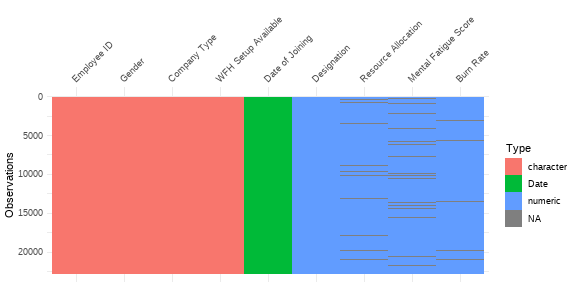 Employee ID
Gender
Company Type
WFH Setup Available
Date of Joining
Designation
Resource Allocation
Mental Fatigue Score
Burn Rate
Observations
0
5000
10000
15000
20000
Type
character
Date
numeric
NA